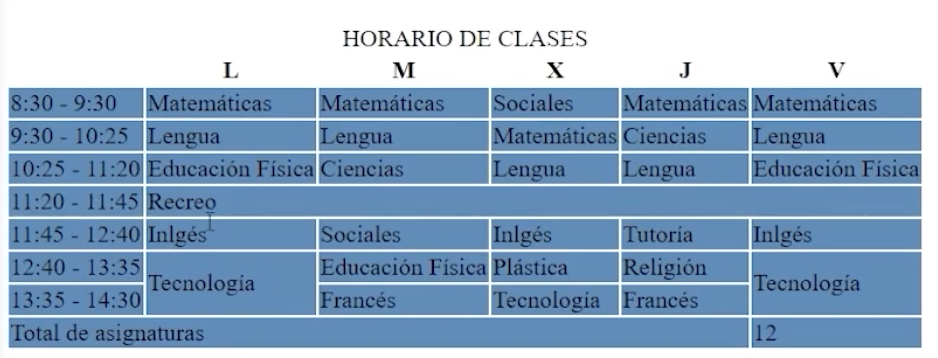 HORARIO DE CLASES
L M X J V
8:30 - 9:30 Matemáticas Matemáticas Sociales Matemáticas Matemáticas
9:30 - 10:25 Lengua Lengua Matemáticas Ciencias Lengua
10:25 - 11:20 Educación Física Ciencias Lengua Lengua Educación Física
11:20 - 11:45 Recreo
11:45 - 12:40 Inlgés Sociales Inlgés Tutoría Inlgés
12:40 - 13:35 Tecnología Educación Física Plástica Religión Tecnología
13:35 - 14:30 Francés Tecnología Francés
Total de asignaturas 12